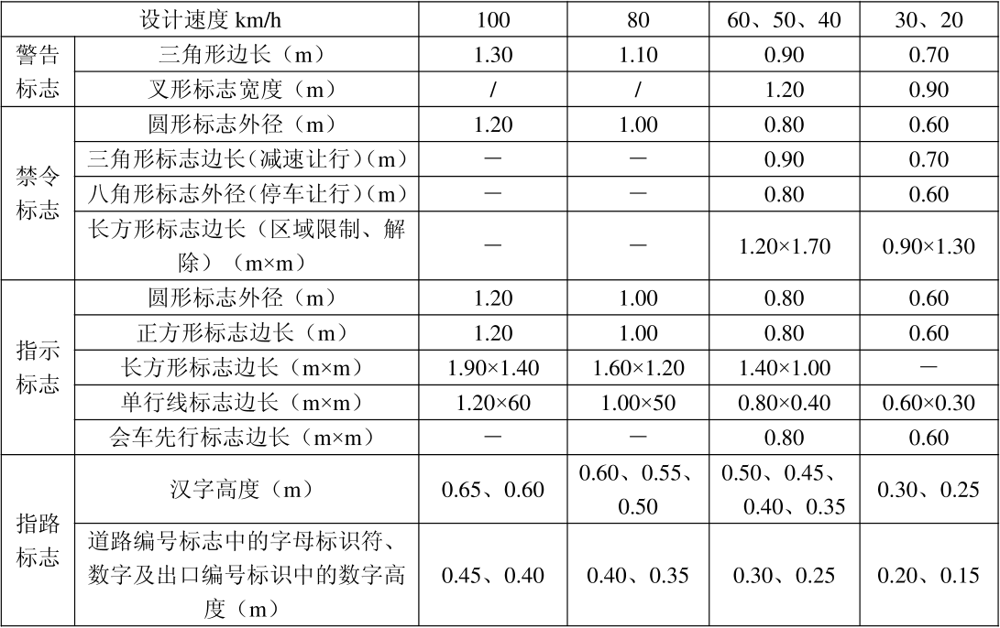 设计速度 km/h 100 80 60、50、40 30、20
警告标志 三角形边长（m） 1.30 1.10 0.90 0.70
叉形标志宽度（m） / / 1.20 0.90
禁令标志 圆形标志外径（m） 1.20 1.00 0.80 0.60
三角形标志边长（减速让行）（m） — — 0.90 0.70
八角形标志外径（停车让行）（m） — — 0.80 0.60
长方形标志边长（区域限制、解
除）（m×m） — — 1.20×1.70 0.90×1.30
指示标志 圆形标志外径（m） 1.20 1.00 0.80 0.60
正方形标志边长（m） 1.20 1.00 0.80 0.60
长方形标志边长（m×m） 1.90×1.40 1.60×1.20 1.40×1.00 —
单行线标志边长（m×m） 1.20×60 1.00×50 0.80×0.40 0.60×0.30
会车先行标志边长（m×m） — — 0.80 0.60
指路标志 汉字高度（m） 0.65、0.60 0.60、0.55、 0.50 0.50、0.45、 0.40、0.35 0.30、0.25
道路编号标志中的字母标识符、
数字及出口编号标识中的数字高
度（m） 0.45、0.40 0.40、0.35 0.30、0.25 0.20、0.15